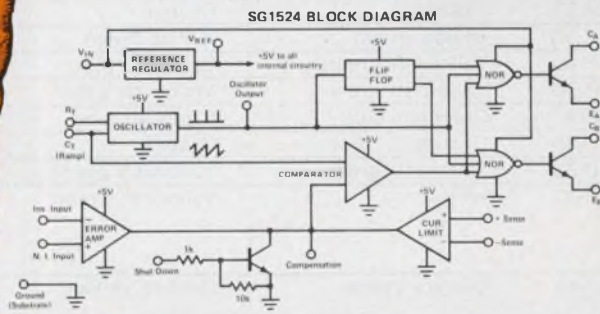 SG1524 BLOCK DIAGRAM
VIN
REFERENCE
REGULATOR
VREF
+5V to all
internal circuitry
+5V
FLIP
FLOP
NOR
CA
EA
CB
Oscillator
Output
+5V
RT
CT
(Ramp)
OSCILLATOR
COMPARATOR
+5V
NOR
+5V
Inv. Input
N. I. Input
ERROR
AMP
+5V
CUR.
LIMIT
+ Sense
-Sense
1k
Shut Down
10k
Compensation
Ground
(Substrate)